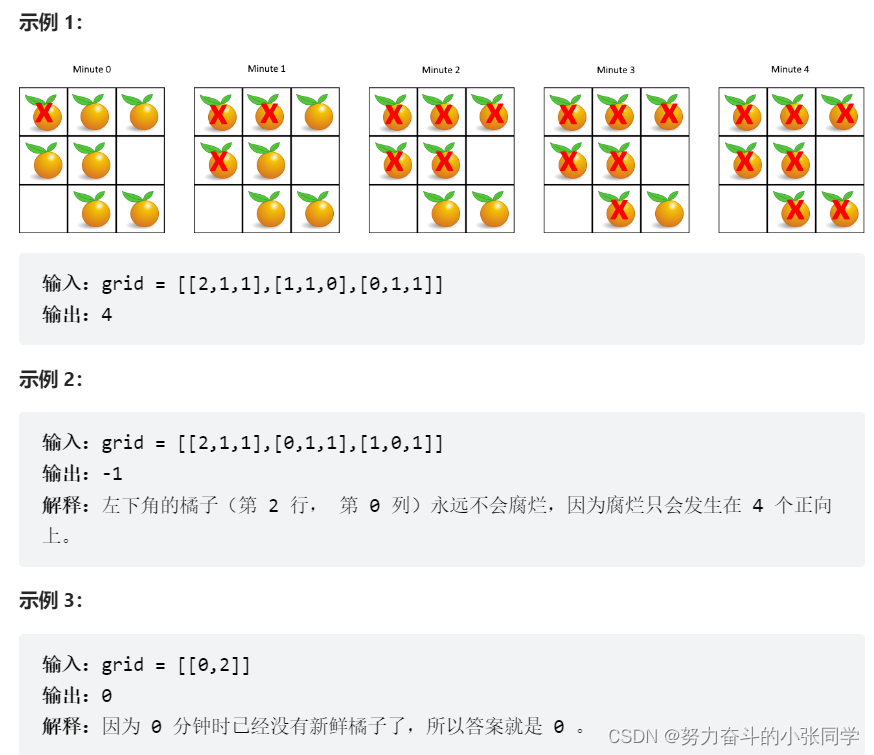 示例 1：
Minute 0 Minute 1 Minute 2 Minute 3 Minute 4
X X X X X X X X X X X X X X X X X X X X X X
输入：grid = [[2,1,1],[1,1,0],[0,1,1]]
输出：4
示例 2：
输入：grid = [[2,1,1],[0,1,1],[1,0,1]]
输出：-1
解释：左下角的橘子（第 2 行， 第 0 列）永远不会腐烂，因为腐烂只会发生在 4 个正向
上。
示例 3：
输入：grid = [[0,2]]
输出：0
解释：因为 0 分钟时已经没有新鲜橘子了，所以答案就是 0 。
CSDN @努力奋斗的小张同学